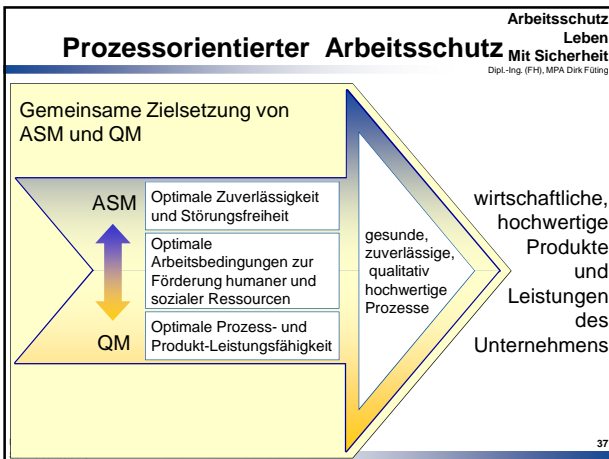 Arbeitsschutz
Leben
Mit Sicherheit
Dipl.-Ing. (FH), MPA Dirk Füting
Prozessorientierter Arbeitsschutz
Gemeinsame Zielsetzung von
ASM und QM
ASM
QM
Optimale Zuverlässigkeit
und Störungsfreiheit
Optimale
Arbeitsbedingungen zur
Förderung humaner und
sozialer Ressourcen
Optimale Prozess- und
Produkt-Leistungsfähigkeit
gesunde,
zuverlässige,
qualitativ
hochwertige
Prozesse
wirtschaftliche,
hochwertige
Produkte
und
Leistungen
des
Unternehmens
37